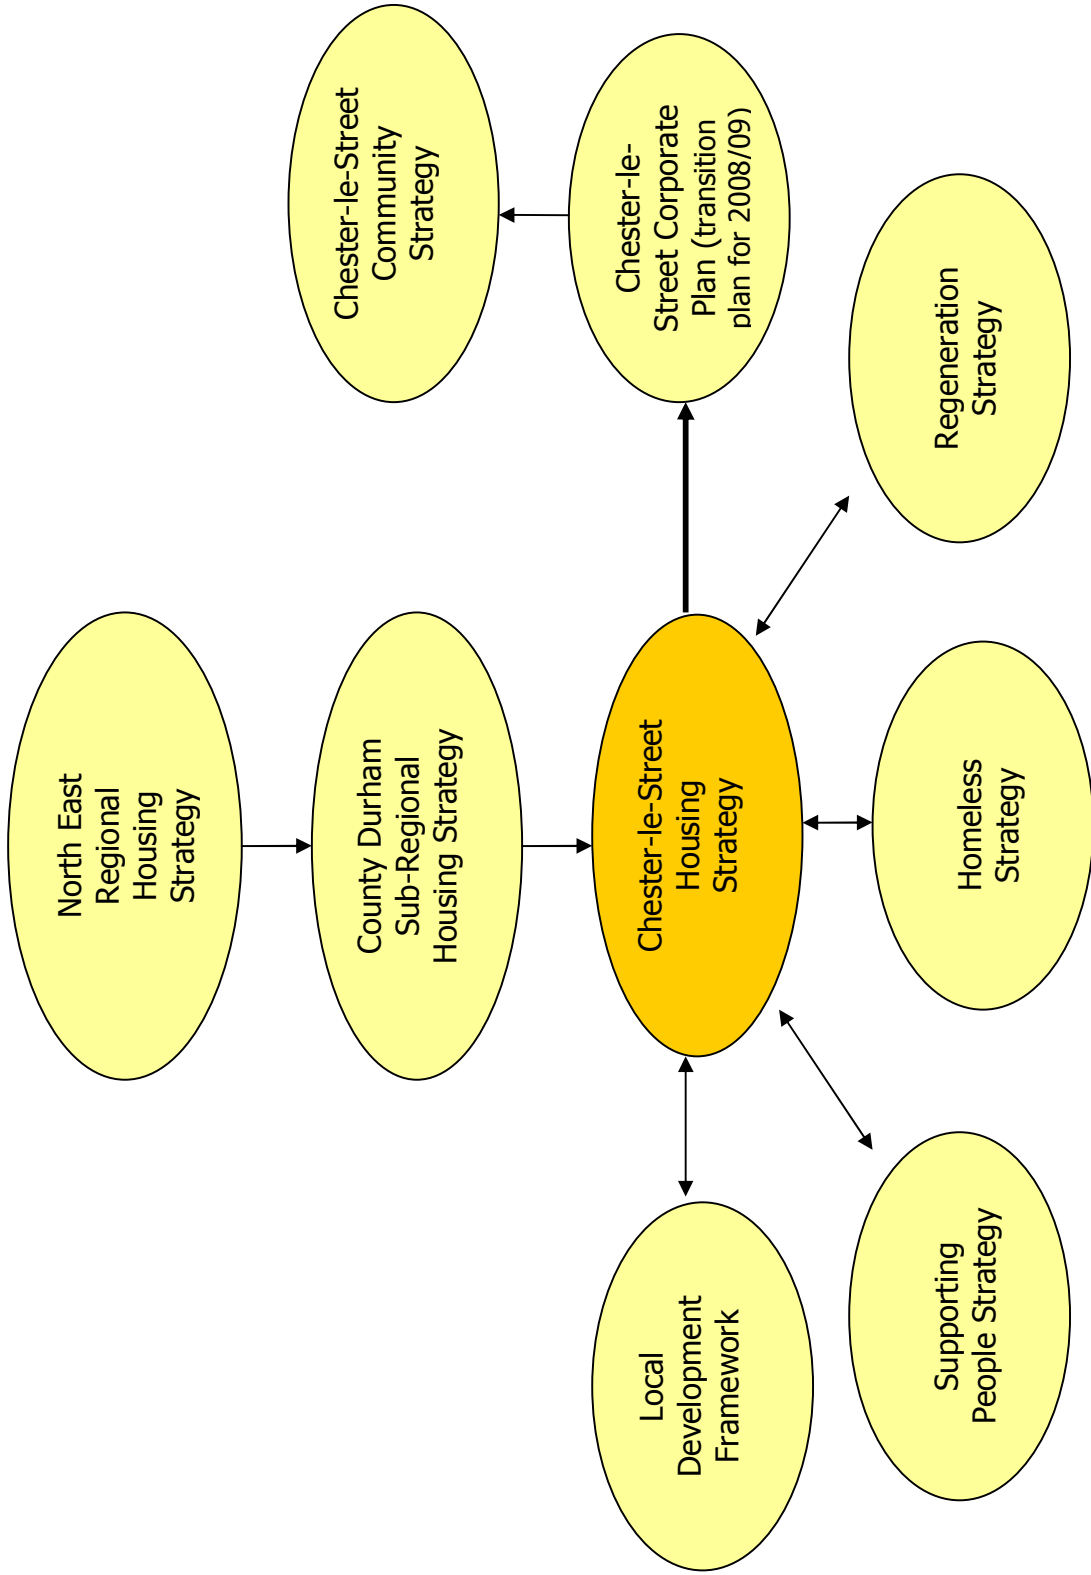 North East
Regional
Housing
Strategy
County Durham
Sub-Regional
Housing Strategy
Chester-le-Street
Community
Strategy
Local
Development
Framework
Chester-le-Street
Housing
Strategy
Chester-le-
Street Corporate
Plan (transition
plan for 2008/09)
Supporting
People Strategy
Homeless
Strategy
Regeneration
Strategy